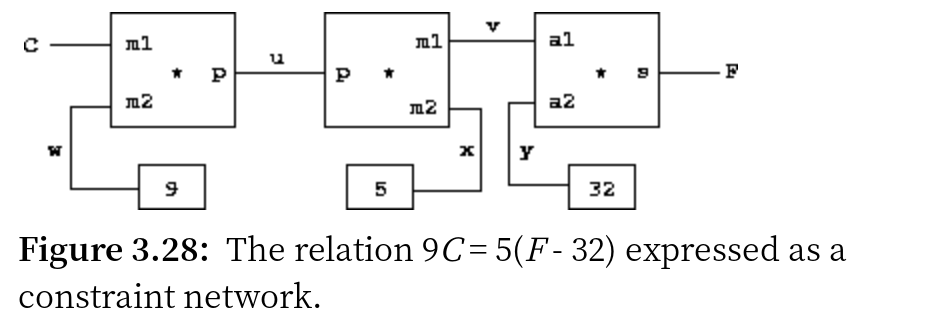 C m1 * p m2 u p * m1 m2 v a1 * s a2 F
w 9 5 x y 32
Figure 3.28: The relation 9C= 5(F- 32) expressed as a
constraint network.